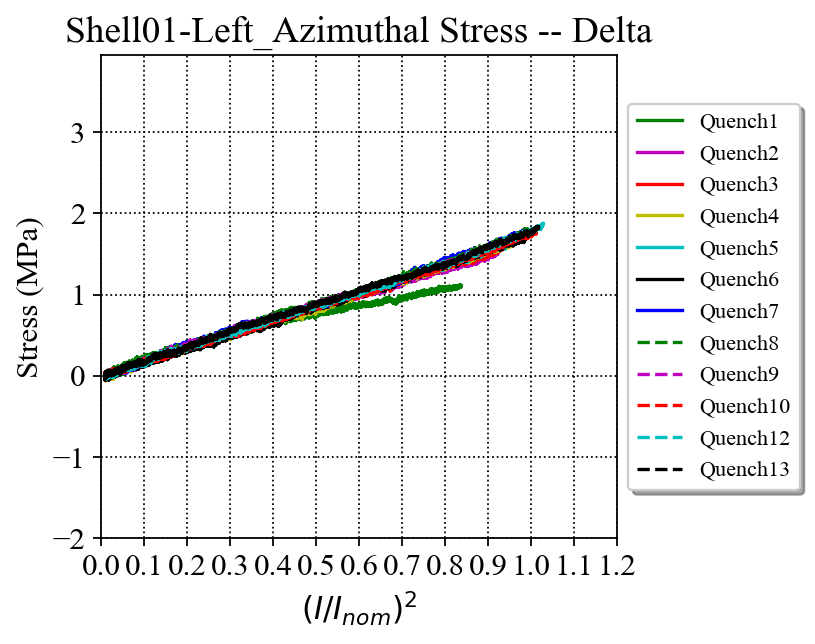 Shell01-Left_Azimuthal Stress -- Delta
Stress (MPa)
3
2
1
0
−1
−2
0.0 0.1 0.2 0.3 0.4 0.5 0.6 0.7 0.8 0.9 1.0 1.1 1.2
(I/I_nom)^2
Quench1
Quench2
Quench3
Quench4
Quench5
Quench6
Quench7
Quench8
Quench9
Quench10
Quench12
Quench13